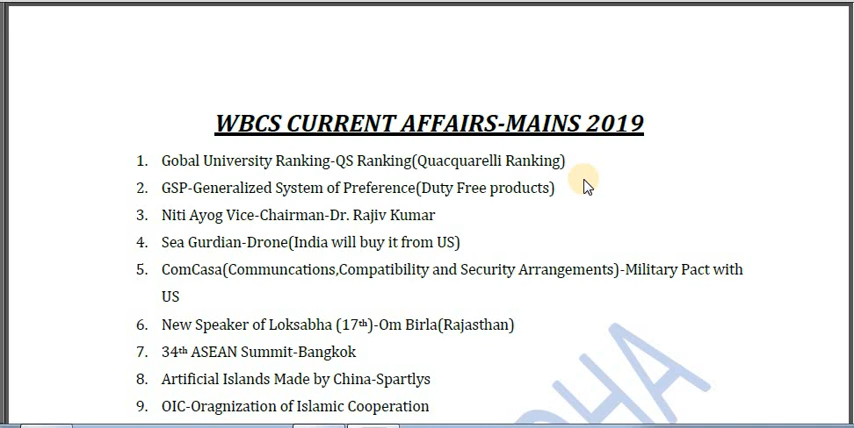 WBCS CURRENT AFFAIRS-MAINS 2019
1. Gobal University Ranking-QS Ranking(Quacquarelli Ranking)
2. GSP-Generalized System of Preference(Duty Free products)
3. Niti Ayog Vice-Chairman-Dr. Rajiv Kumar
4. Sea Gurdian-Drone(India will buy it from US)
5. ComCasa(Communcations,Compatibility and Security Arrangements)-Military Pact with
US
6. New Speaker of Loksabha (17th)-Om Birla(Rajasthan)
7. 34th ASEAN Summit-Bangkok
8. Artificial Islands Made by China-Spartlys
9. OIC-Oragnization of Islamic Cooperation